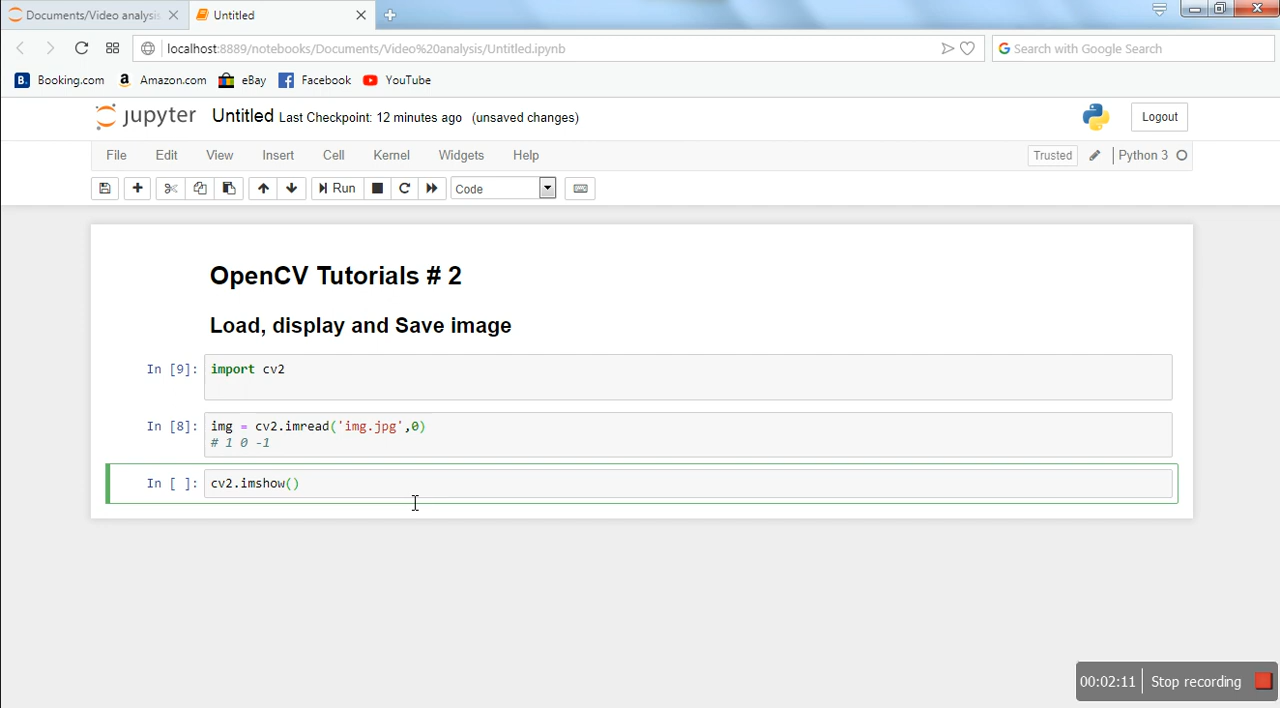 Documents/Video analysis
Untitled
localhost:8889/notebooks/Documents/Video%20analysis/Untitled.ipynb
Search with Google Search
B. Booking.com
a Amazon.com
eBay
Facebook
YouTube
jupyter Untitled Last Checkpoint: 12 minutes ago (unsaved changes)
Logout
File Edit View Insert Cell Kernel Widgets Help
Trusted
Python 3
Run
Code
OpenCV Tutorials # 2
Load, display and Save image
In [9]: import cv2
In [8]: img = cv2.imread('img.jpg',0)
# 1 0 -1
In [ ]: cv2.imshow()
00:02:11 Stop recording